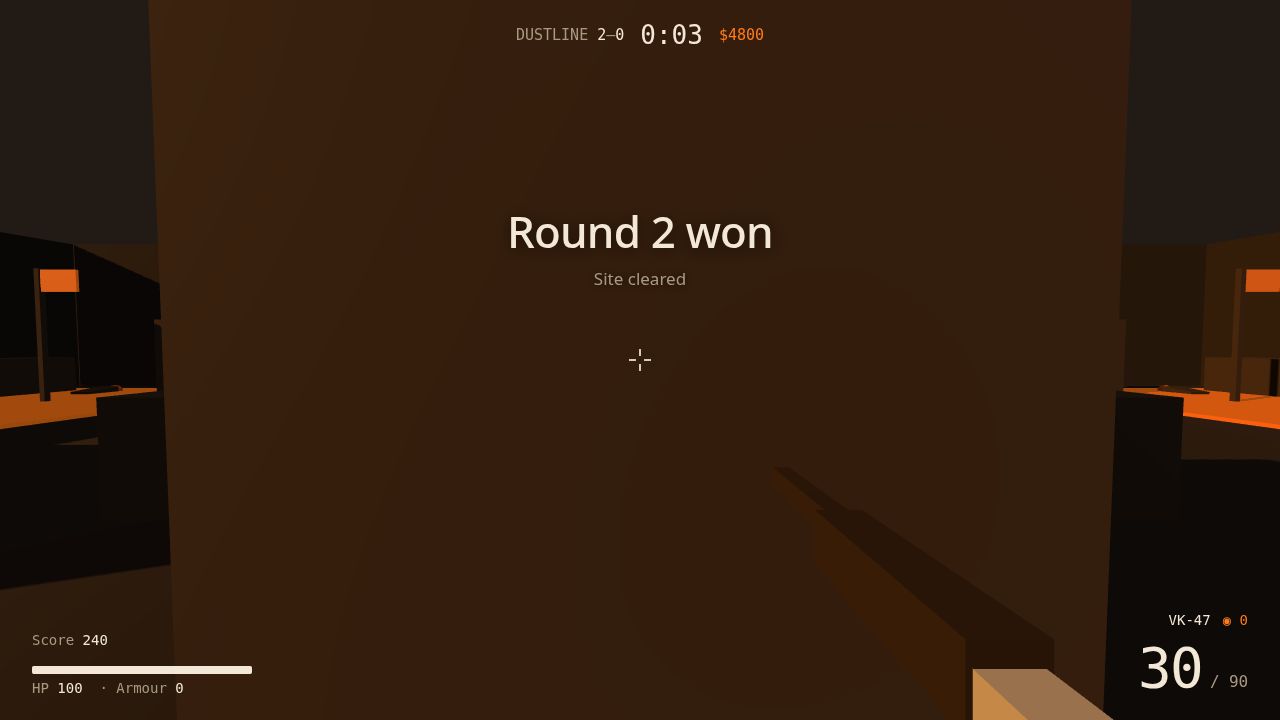 DUSTLINE 2–0 0:03 $4800
Round 2 won
Site cleared
VK-47 ◉ 0
Score 240
30 / 90
HP 100 · Armour 0